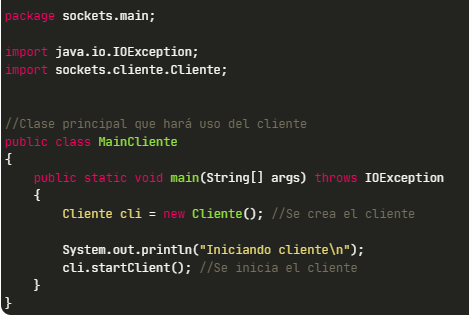 package sockets.main;
import java.io.IOException;
import sockets.cliente.Cliente;
//Clase principal que hará uso del cliente
public class MainCliente
{
    public static void main(String[] args) throws IOException
    {
        Cliente cli = new Cliente(); //Se crea el cliente
        System.out.println("Iniciando cliente\n");
        cli.startClient(); //Se inicia el cliente
    }
}